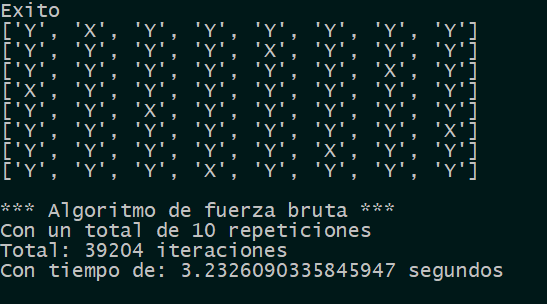 Exito
['Y', 'X', 'Y', 'Y', 'Y', 'Y', 'Y', 'Y']
['Y', 'Y', 'Y', 'Y', 'X', 'Y', 'Y', 'Y']
['Y', 'Y', 'Y', 'Y', 'Y', 'Y', 'X', 'Y']
['X', 'Y', 'Y', 'Y', 'Y', 'Y', 'Y', 'Y']
['Y', 'Y', 'X', 'Y', 'Y', 'Y', 'Y', 'Y']
['Y', 'Y', 'Y', 'Y', 'Y', 'Y', 'Y', 'X']
['Y', 'Y', 'Y', 'Y', 'Y', 'X', 'Y', 'Y']
['Y', 'Y', 'Y', 'X', 'Y', 'Y', 'Y', 'Y']
*** Algoritmo de fuerza bruta ***
Con un total de 10 repeticiones
Total: 39204 iteraciones
Con tiempo de: 3.2326090335845947 segundos